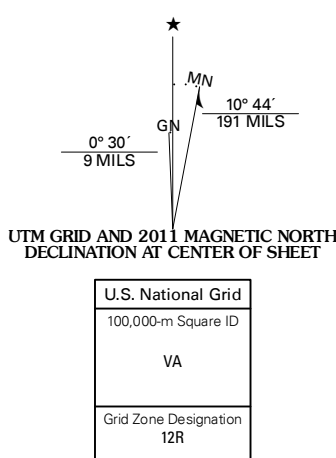 ★
MN
GN
10° 44´
191 MILS
0° 30´
9 MILS
UTM GRID AND 2011 MAGNETIC NORTH
DECLINATION AT CENTER OF SHEET
U.S. National Grid
100,000-m Square ID
VA
Grid Zone Designation
12R